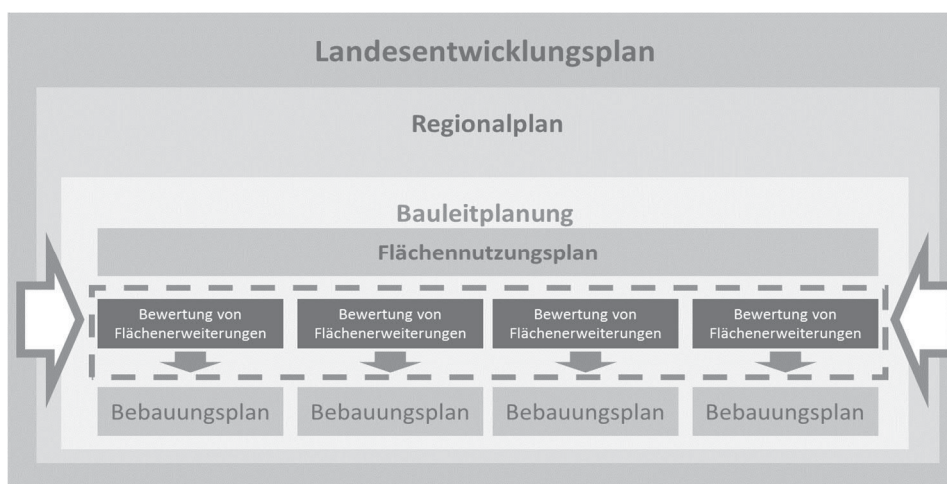 Landesentwicklungsplan
Regionalplan
Bauleitplanung
Flächennutzungsplan
Bewertung von
Flächenerweiterungen
Bewertung von
Flächenerweiterungen
Bewertung von
Flächenerweiterungen
Bewertung von
Flächenerweiterungen
Bebauungsplan
Bebauungsplan
Bebauungsplan
Bebauungsplan